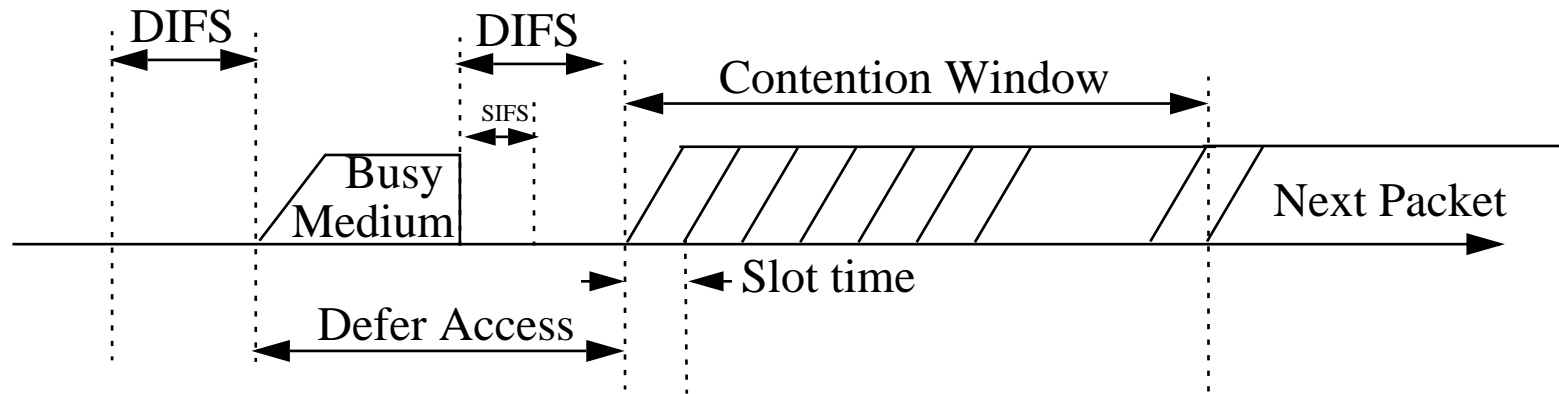 DIFS
DIFS
Contention Window
SIFS
Busy
Medium
Next Packet
Slot time
Defer Access